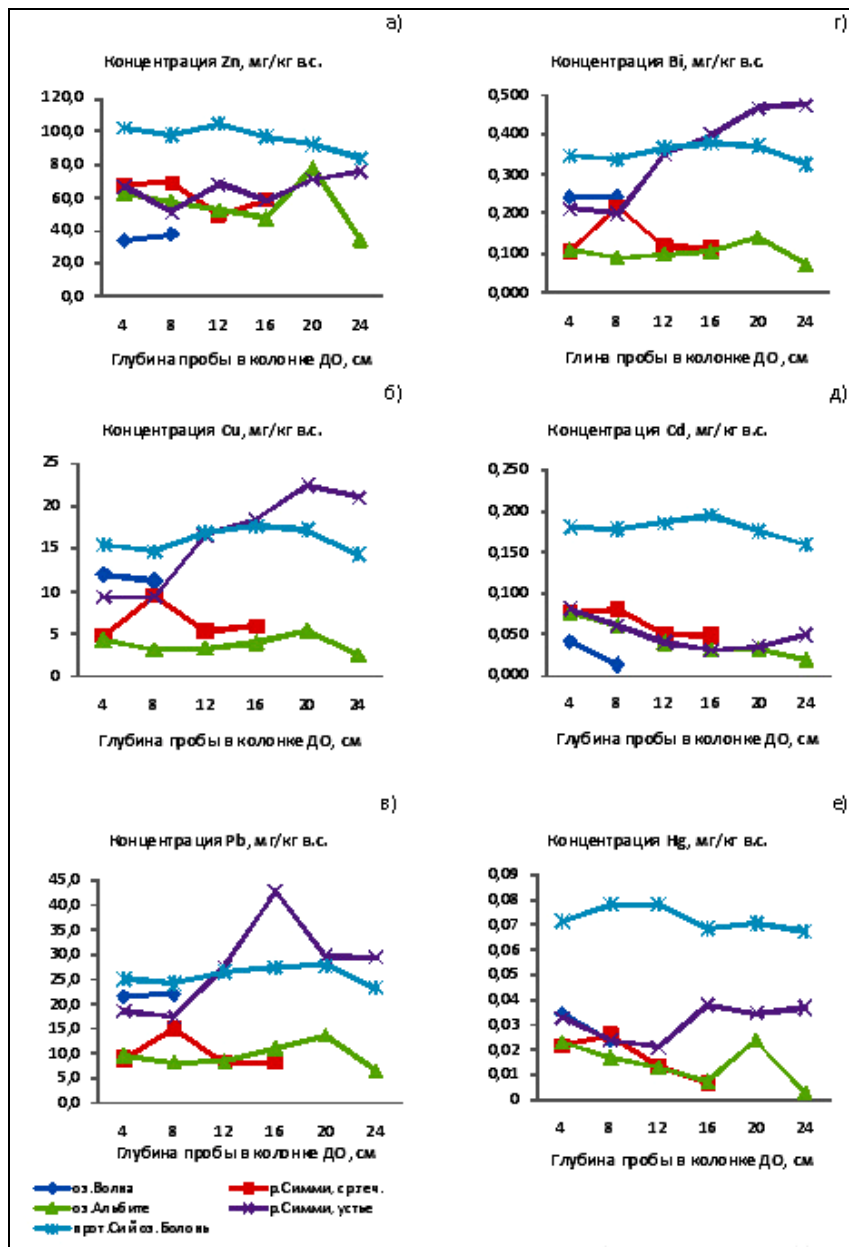 а)
Концентрация Zn, мг/кг в.с.
120,0
100,0
80,0
60,0
40,0
20,0
0,0
4 8 12 16 20 24
Глубина пробы в колонке ДО, см
б)
Концентрация Cu, мг/кг в.с.
25
20
15
10
5
0
4 8 12 16 20 24
Глубина пробы в колонке ДО, см
в)
Концентрация Pb, мг/кг в.с.
45,0
40,0
35,0
30,0
25,0
20,0
15,0
10,0
5,0
0,0
4 8 12 16 20 24
Глубина пробы в колонке ДО, см
г)
Концентрация Bi, мг/кг в.с.
0,500
0,400
0,300
0,200
0,100
0,000
4 8 12 16 20 24
Глина пробы в колонке ДО, см
д)
Концентрация Cd, мг/кг в.с.
0,250
0,200
0,150
0,100
0,050
0,000
4 8 12 16 20 24
Глубина пробы в колонке ДО, см
е)
Концентрация Hg, мг/кг в.с.
0,09
0,08
0,07
0,06
0,05
0,04
0,03
0,02
0,01
0
4 8 12 16 20 24
Глубина пробы в колонке ДО, см
оз.Волна
р.Симми, ср.теч.
оз.Альбите
р.Симми, устье
прот.Сий оз.Болонь